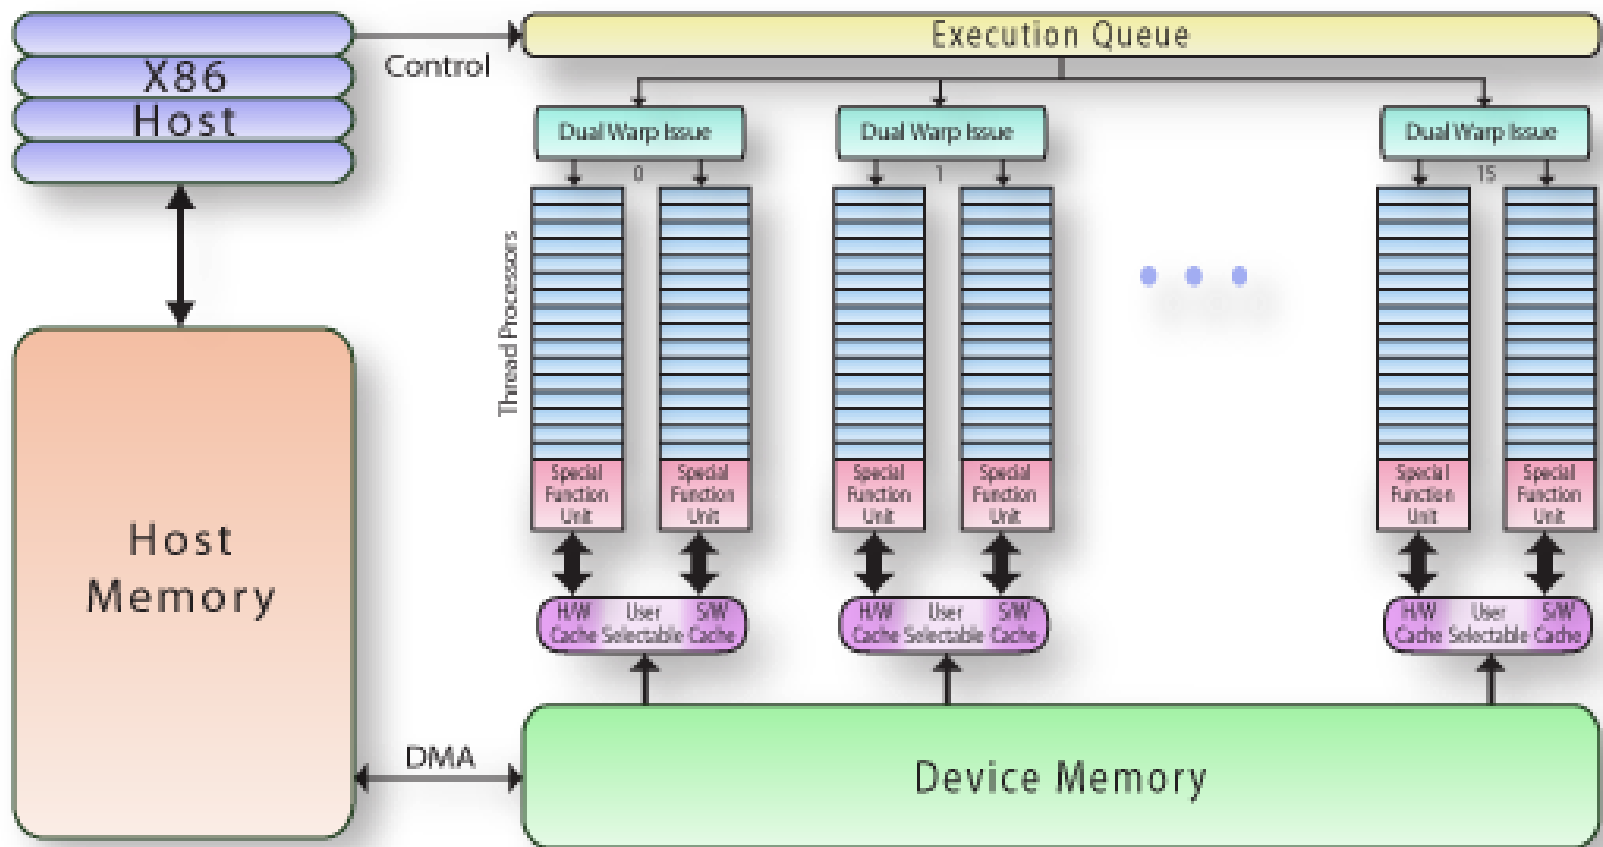 X86
Host
Control
Execution Queue
Dual Warp Issue
Dual Warp Issue
Dual Warp Issue
0
1
15
Thread Processors
Special
Function
Unit
Special
Function
Unit
Special
Function
Unit
Special
Function
Unit
Special
Function
Unit
Special
Function
Unit
H/W User S/W
Cache Selectable Cache
H/W User S/W
Cache Selectable Cache
H/W User S/W
Cache Selectable Cache
Host
Memory
DMA
Device Memory